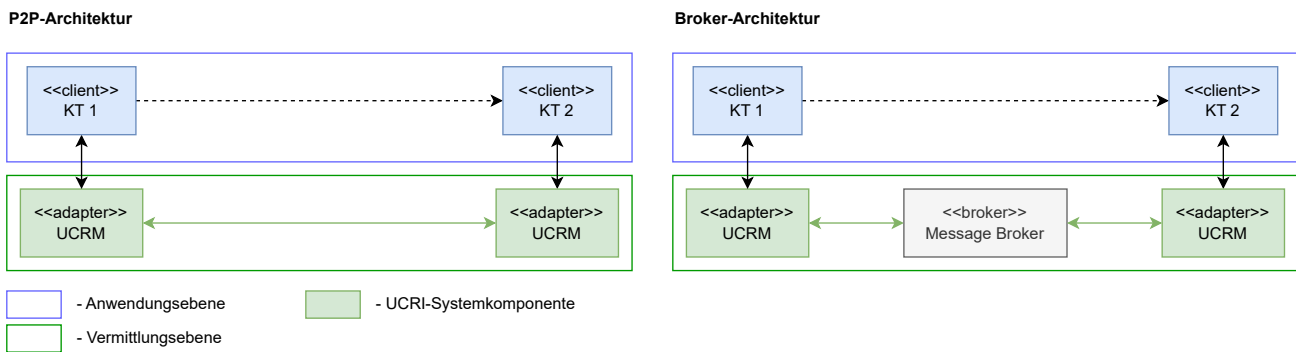 P2P-Architektur
<<client>>
KT 1
<<client>>
KT 2
<<adapter>>
UCRM
<<adapter>>
UCRM
Broker-Architektur
<<client>>
KT 1
<<client>>
KT 2
<<adapter>>
UCRM
<<broker>>
Message Broker
<<adapter>>
UCRM
- Anwendungsebene
- UCRI-Systemkomponente
- Vermittlungsebene